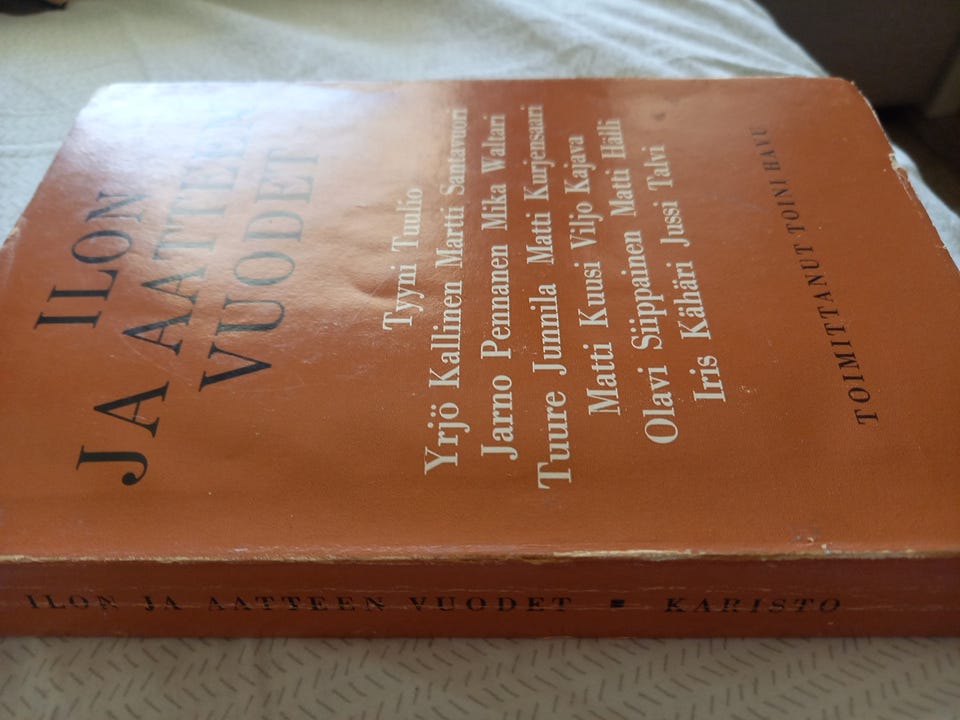 ILON
JA AATTEEN
VUODET
Tyyni Tuulio
Yrjö Kallinen Martti Santavuori
Jarno Pennanen Mika Waltari
Tuure Junnila Matti Kurjensaari
Matti Kuusi Viljo Kajava
Olavi Siippainen Matti Hälli
Iris Kähäri Jussi Talvi
TOIMITTANUT TOINI HAVU
ILON JA AATTEEN VUODET ■ KARISTO